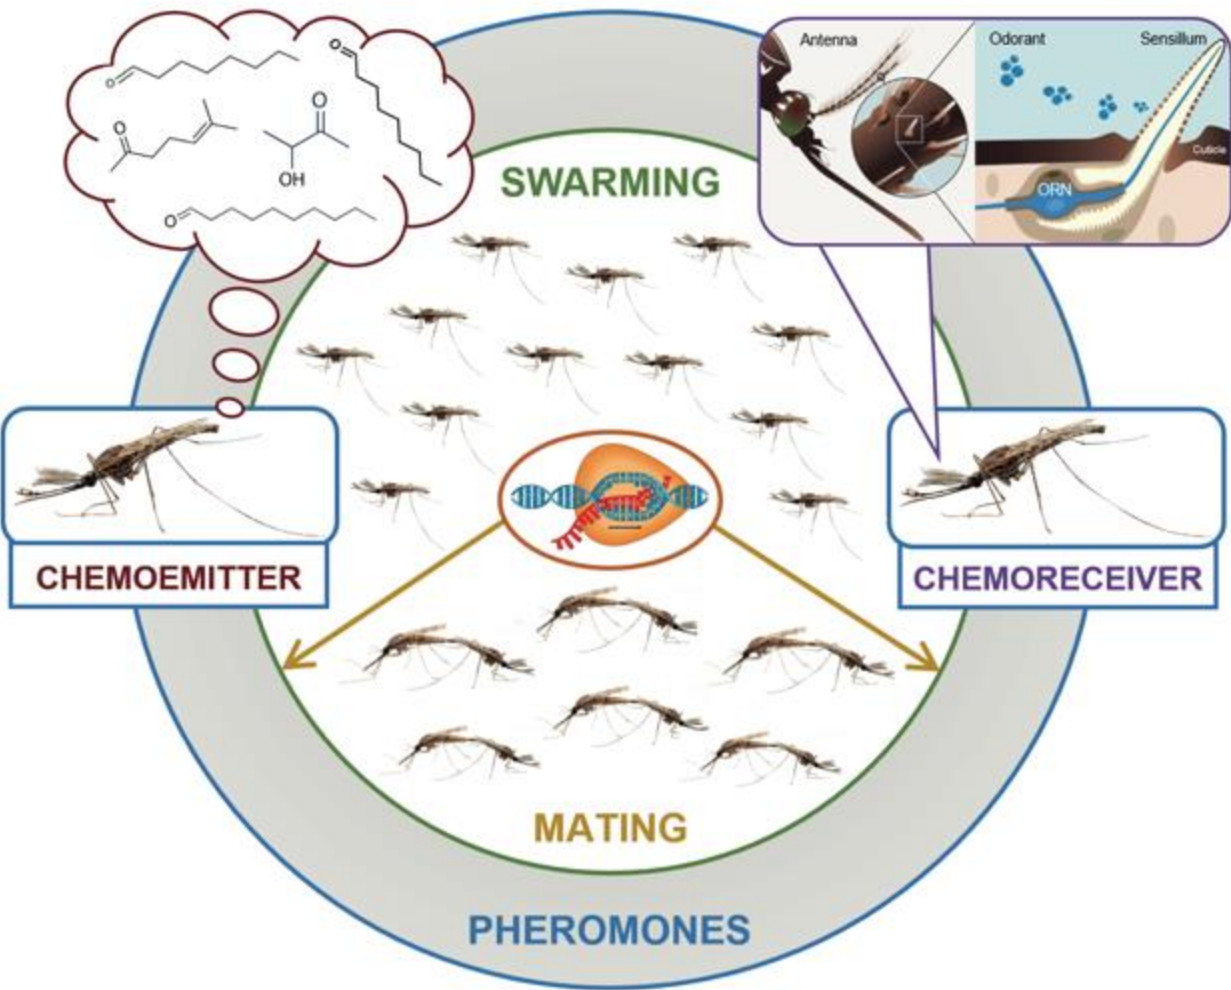 O
O
O
O
OH
O
Antenna
Odorant
Sensillum
Cuticle
ORN
SWARMING
CHEMOEMITTER
CHEMORECEIVER
MATING
PHEROMONES